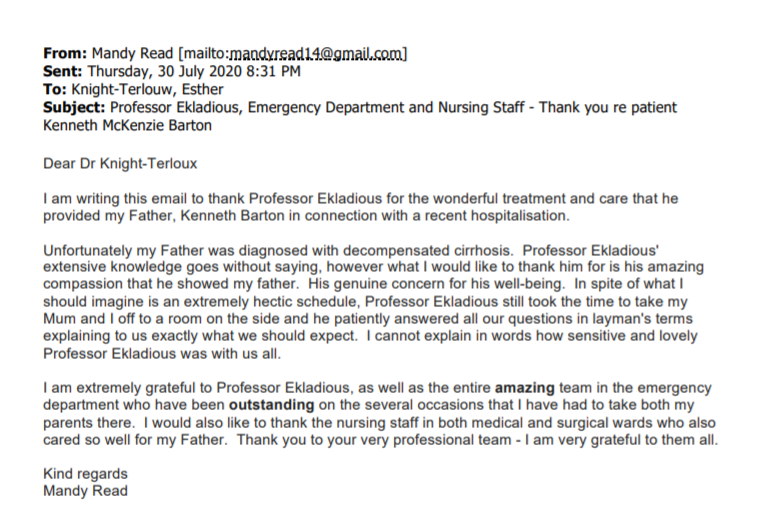 From: Mandy Read [mailto:mandyread14@gmail.com]
Sent: Thursday, 30 July 2020 8:31 PM
To: Knight-Terlouw, Esther
Subject: Professor Ekladious, Emergency Department and Nursing Staff - Thank you re patient
Kenneth McKenzie Barton
Dear Dr Knight-Terloux
I am writing this email to thank Professor Ekladious for the wonderful treatment and care that he
provided my Father, Kenneth Barton in connection with a recent hospitalisation.
Unfortunately my Father was diagnosed with decompensated cirrhosis.  Professor Ekladious'
extensive knowledge goes without saying, however what I would like to thank him for is his amazing
compassion that he showed my father.  His genuine concern for his well-being.  In spite of what I
should imagine is an extremely hectic schedule, Professor Ekladious still took the time to take my
Mum and I off to a room on the side and he patiently answered all our questions in layman's terms
explaining to us exactly what we should expect.  I cannot explain in words how sensitive and lovely
Professor Ekladious was with us all.
I am extremely grateful to Professor Ekladious, as well as the entire amazing team in the emergency
department who have been outstanding on the several occasions that I have had to take both my
parents there.  I would also like to thank the nursing staff in both medical and surgical wards who also
cared so well for my Father.  Thank you to your very professional team - I am very grateful to them all.
Kind regards
Mandy Read